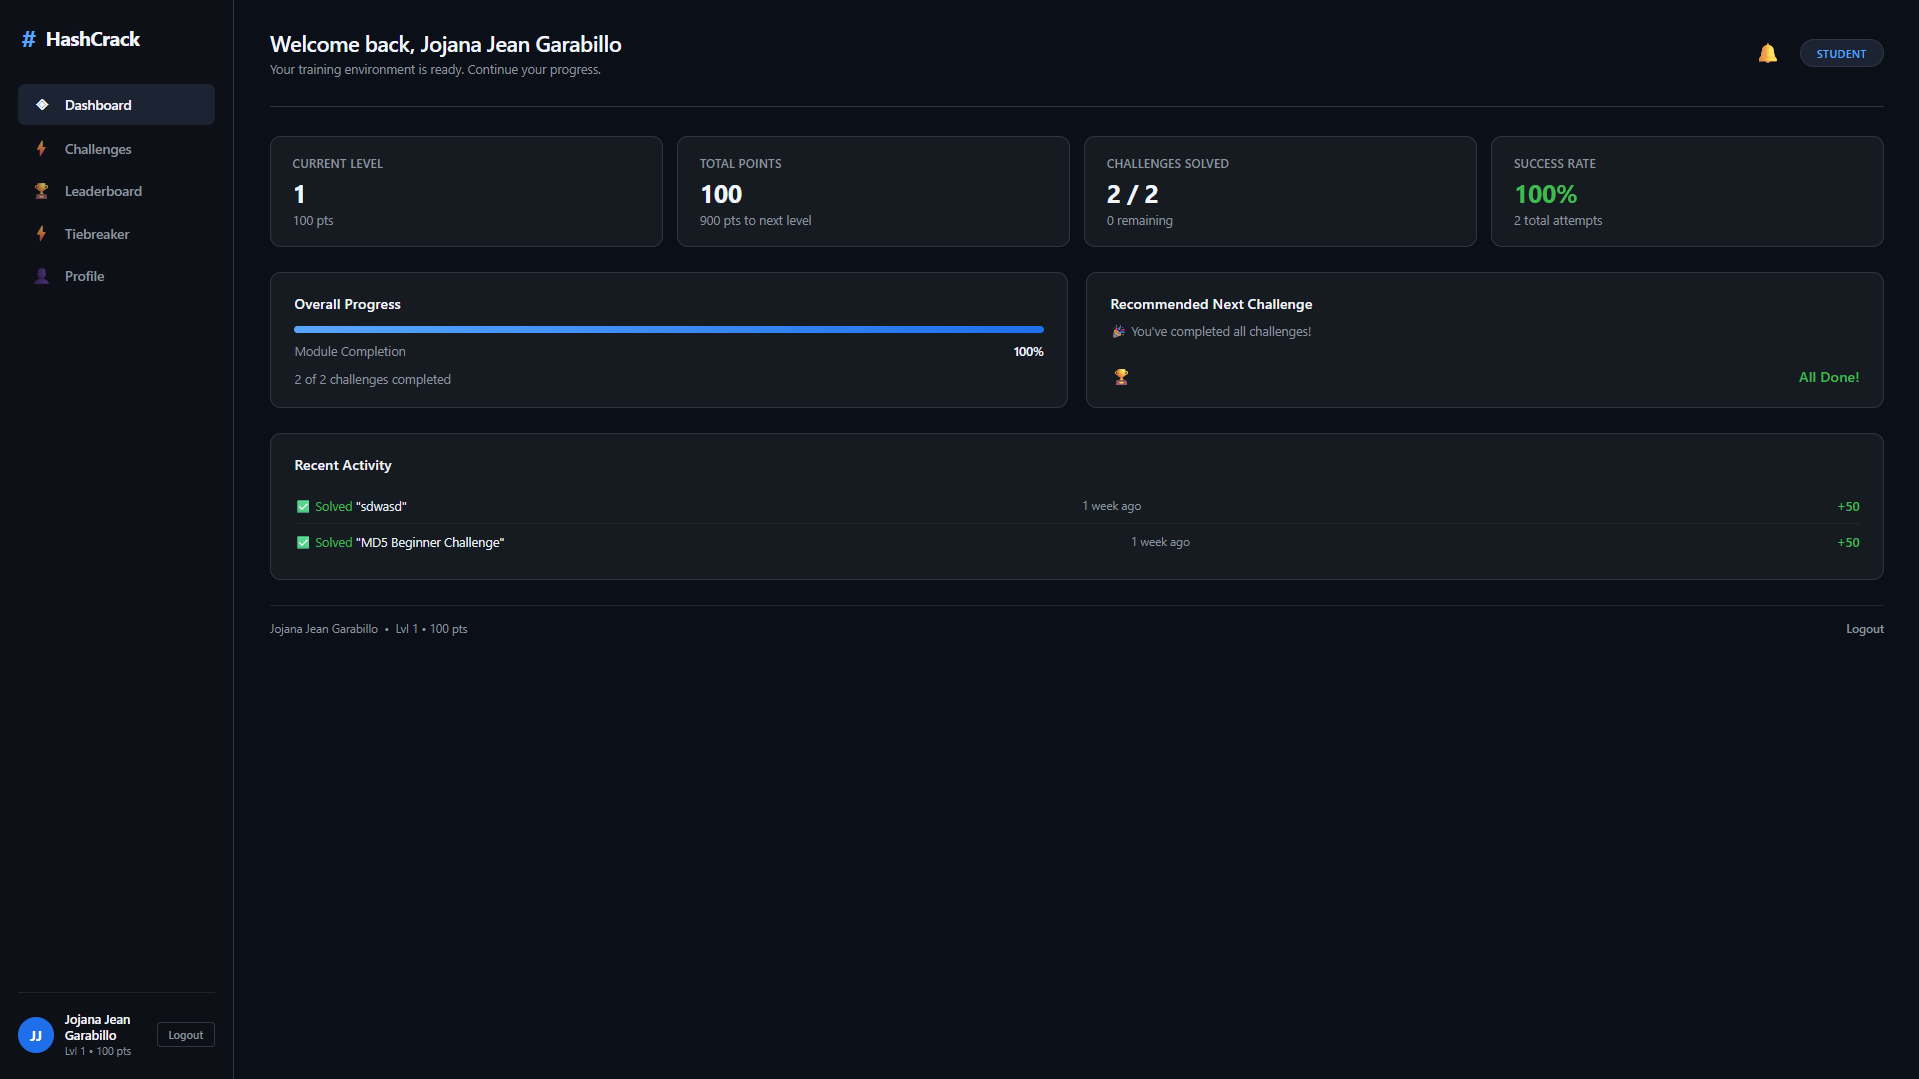 # HashCrack
Dashboard
Challenges
Leaderboard
Tiebreaker
Profile
Jojana Jean
Garabillo
Lvl 1 • 100 pts
JJ
Logout
Welcome back, Jojana Jean Garabillo
Your training environment is ready. Continue your progress.
STUDENT
CURRENT LEVEL
1
100 pts
TOTAL POINTS
100
900 pts to next level
CHALLENGES SOLVED
2 / 2
0 remaining
SUCCESS RATE
100%
2 total attempts
Overall Progress
Module Completion 100%
2 of 2 challenges completed
Recommended Next Challenge
You've completed all challenges!
All Done!
Recent Activity
Solved "sdwasd" 1 week ago +50
Solved "MD5 Beginner Challenge" 1 week ago +50
Jojana Jean Garabillo • Lvl 1 • 100 pts Logout